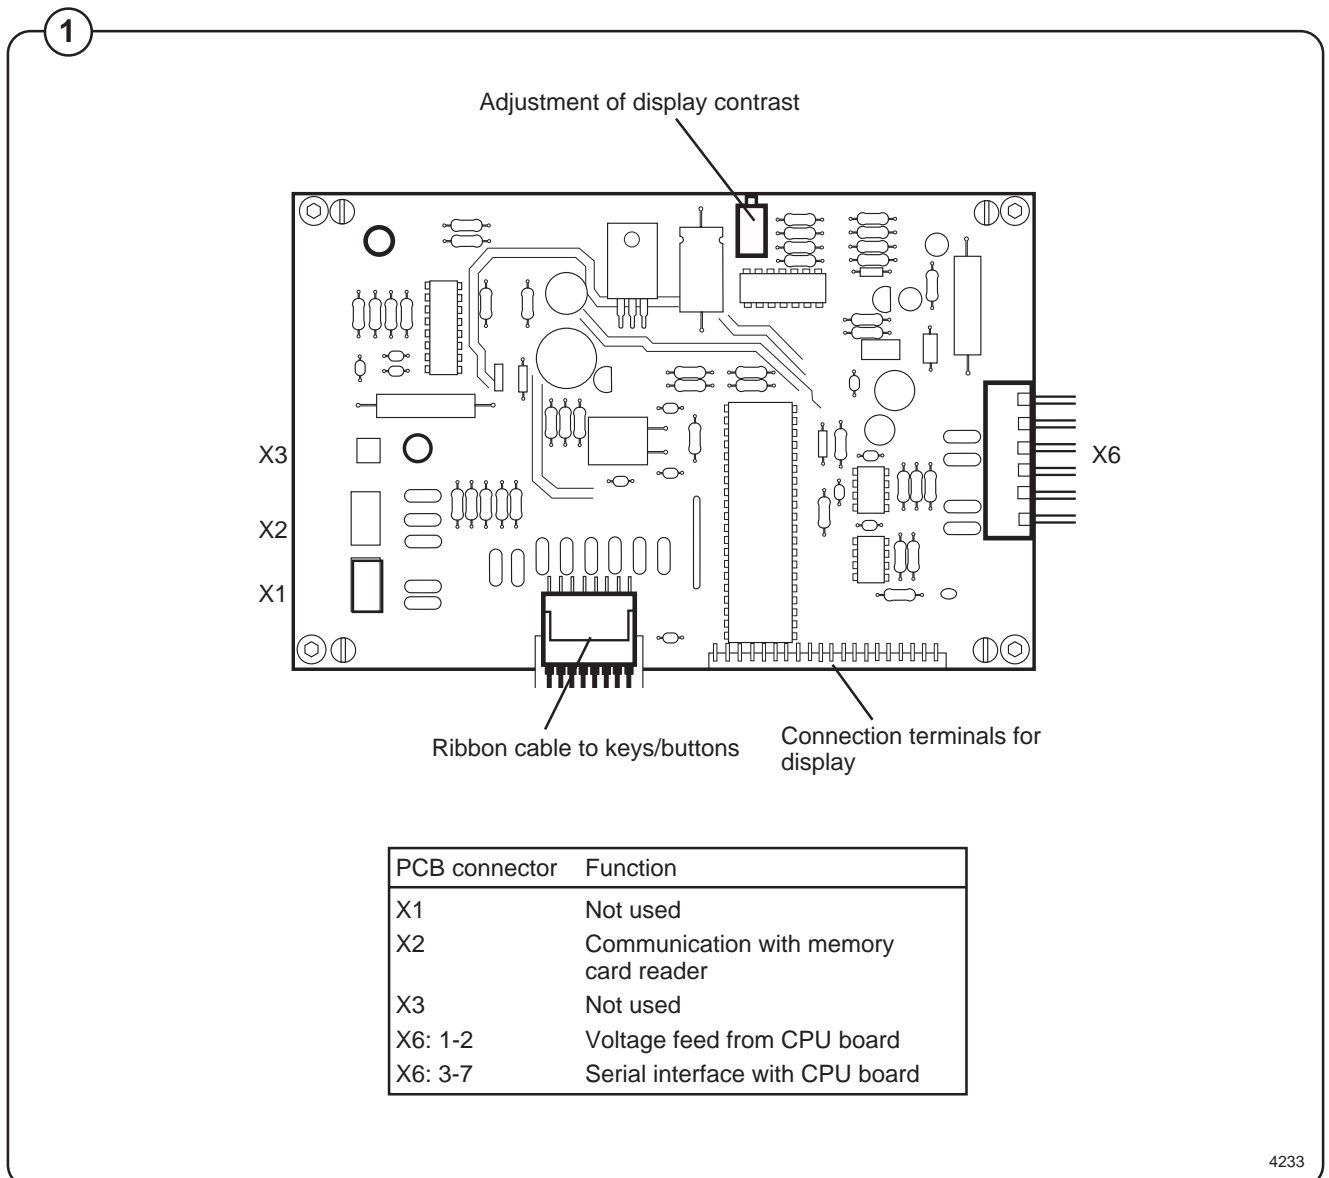 1
Adjustment of display contrast
X3
X6
X2
X1
Ribbon cable to keys/buttons
Connection terminals for
display
PCB connector Function
X1 Not used
X2 Communication with memory
card reader
X3 Not used
X6: 1-2 Voltage feed from CPU board
X6: 3-7 Serial interface with CPU board
4233